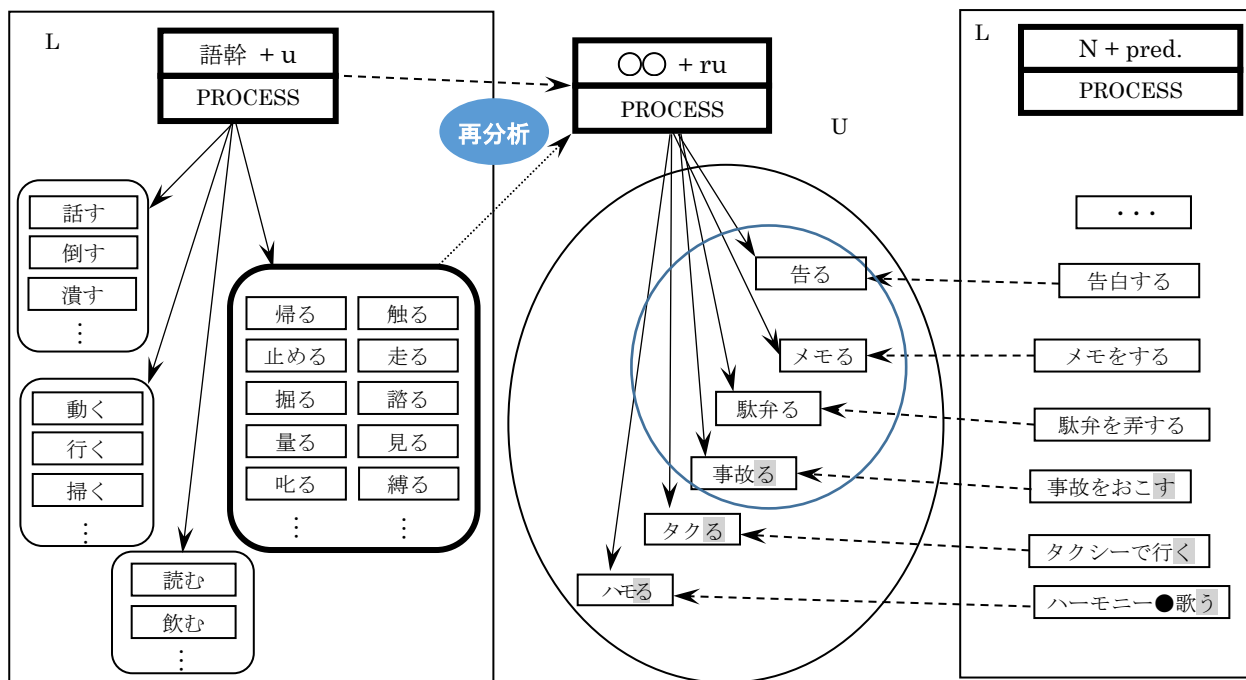 L
語幹 + u
PROCESS
話す
倒す
潰す
⋮
動く
行く
掃く
⋮
読む
飲む
⋮
帰る 触る
止める 走る
掘る 諮る
量る 見る
叱る 縛る
⋮ ⋮
再分析
○○ + ru
PROCESS
U
告る
メモる
駄弁る
事故る
タクる
ハモる
L
N + pred.
PROCESS
・・・
告白する
メモをする
駄弁を弄する
事故をおこす
タクシーで行く
ハーモニー●歌う